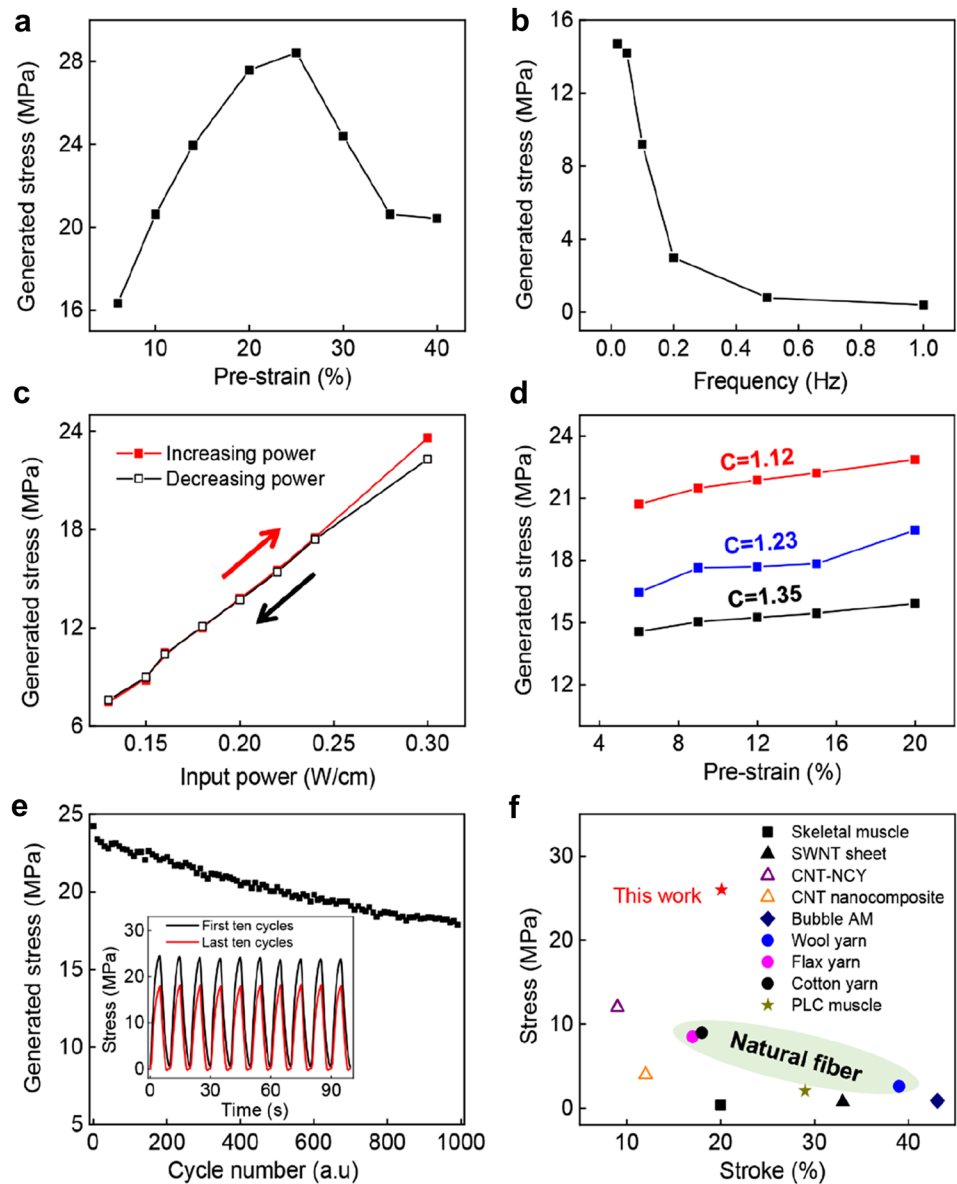 a
Generated stress (MPa)
28
24
20
16
10 20 30 40
Pre-strain (%)
b
Generated stress (MPa)
16
12
8
4
0
0.0 0.2 0.4 0.6 0.8 1.0
Frequency (Hz)
c
Generated stress (MPa)
24
18
12
6
Increasing power
Decreasing power
0.15 0.20 0.25 0.30
Input power (W/cm)
d
Generated stress (MPa)
24
21
18
15
12
C=1.12
C=1.23
C=1.35
4 8 12 16 20
Pre-strain (%)
e
Generated stress (MPa)
25
20
15
10
5
First ten cycles
Last ten cycles
Stress (MPa)
30
20
10
0
0 30 60 90
Time (s)
0 200 400 600 800 1000
Cycle number (a.u)
f
Stress (MPa)
30
20
10
0
Skeletal muscle
SWNT sheet
CNT-NCY
CNT nanocomposite
Bubble AM
Wool yarn
Flax yarn
Cotton yarn
PLC muscle
This work
Natural fiber
10 20 30 40
Stroke (%)